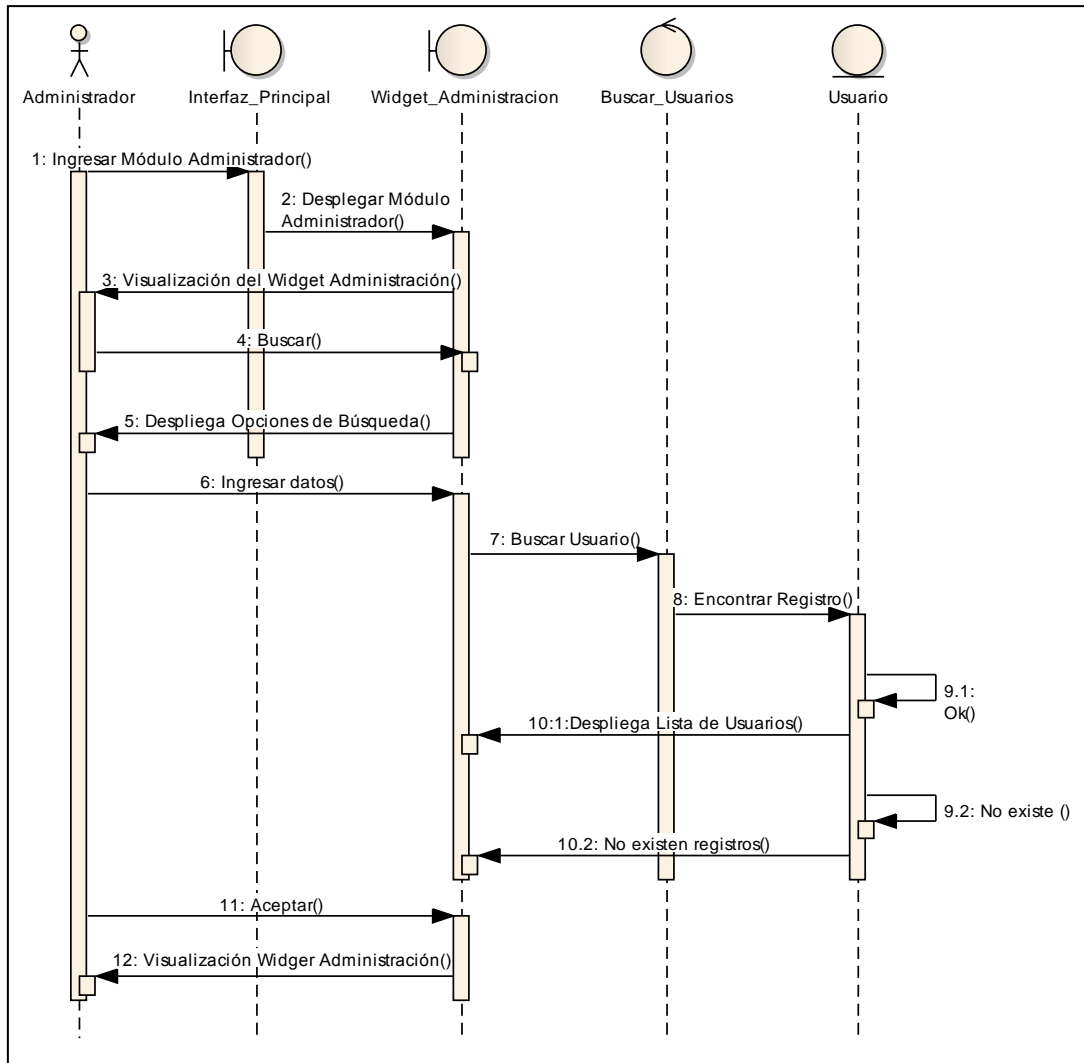 Administrador
Interfaz_Principal
Widget_Administracion
Buscar_Usuarios
Usuario
1: Ingresar Módulo Administrador()
2: Desplegar Módulo
Administrador()
3: Visualización del Widget Administración()
4: Buscar()
5: Despliega Opciones de Búsqueda()
6: Ingresar datos()
7: Buscar Usuario()
8: Encontrar Registro()
9.1:
Ok()
10:1:Despliega Lista de Usuarios()
9.2: No existe ()
10.2: No existen registros()
11: Aceptar()
12: Visualización Widger Administración()